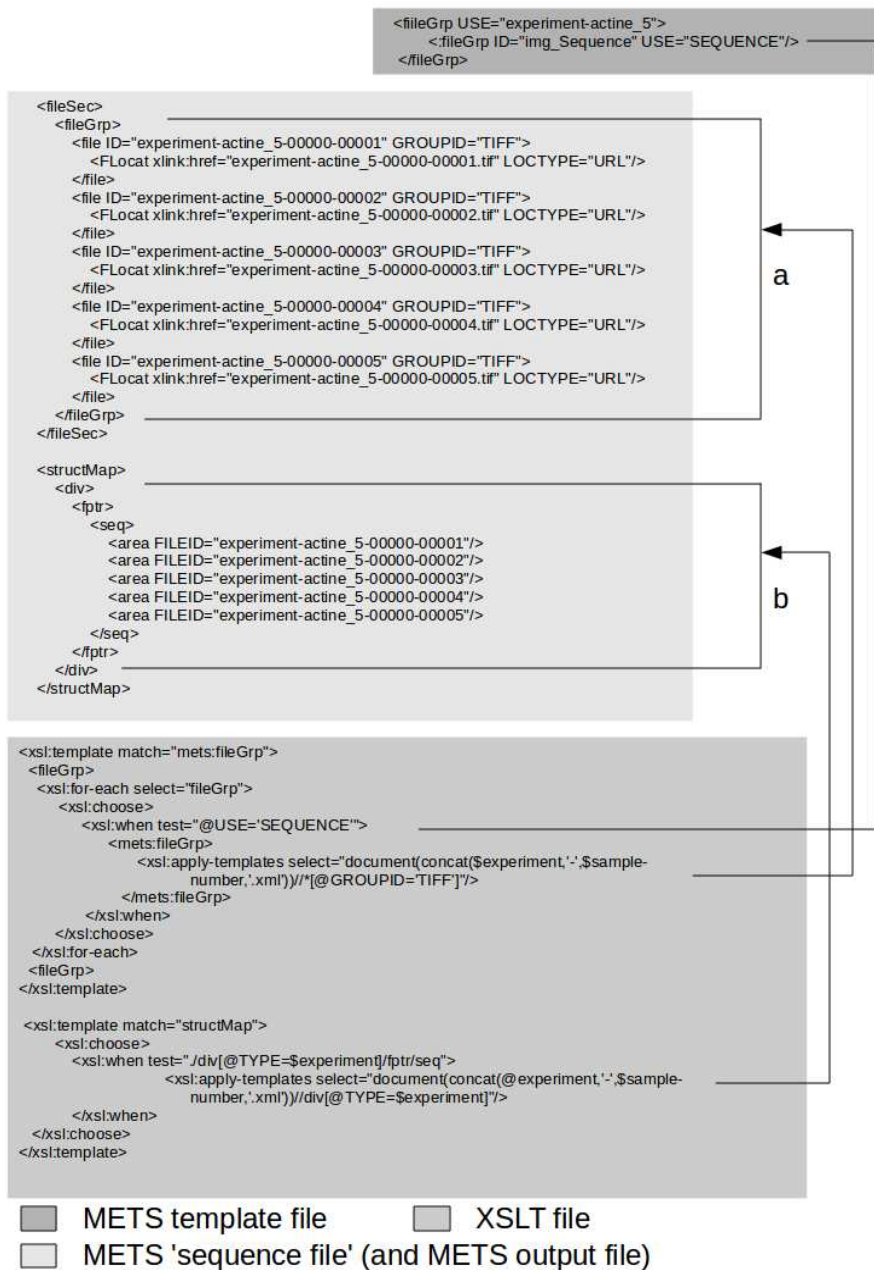 <fiileGrp USE="experiment-actine_5">
<:fileGrp ID="img_Sequence" USE="SEQUENCE"/>
</fileGrp>
<fileSec>
<fileGrp>
<file ID="experiment-actine_5-00000-00001" GROUPID="TIFF">
<FLocat xlink:href="experiment-actine_5-00000-00001.tif" LOCTYPE="URL"/>
</file>
<file ID="experiment-actine_5-00000-00002" GROUPID="TIFF">
<FLocat xlink:href="experiment-actine_5-00000-00002.tif" LOCTYPE="URL"/>
</file>
<file ID="experiment-actine_5-00000-00003" GROUPID="TIFF">
<FLocat xlink:href="experiment-actine_5-00000-00003.tif" LOCTYPE="URL"/>
</file>
<file ID="experiment-actine_5-00000-00004" GROUPID="TIFF">
<FLocat xlink:href="experiment-actine_5-00000-00004.tif" LOCTYPE="URL"/>
</file>
<file ID="experiment-actine_5-00000-00005" GROUPID="TIFF">
<FLocat xlink:href="experiment-actine_5-00000-00005.tif" LOCTYPE="URL"/>
</file>
</fileGrp>
</fileSec>
a
<structMap>
<div>
<fptr>
<seq>
<area FILEID="experiment-actine_5-00000-00001"/>
<area FILEID="experiment-actine_5-00000-00002"/>
<area FILEID="experiment-actine_5-00000-00003"/>
<area FILEID="experiment-actine_5-00000-00004"/>
<area FILEID="experiment-actine_5-00000-00005"/>
</seq>
</fptr>
</div>
</structMap>
b
<xsl:template match="mets:fileGrp">
<fileGrp>
<xsl:for-each select="fileGrp">
<xsl:choose>
<xsl:when test="@USE='SEQUENCE'">
<mets:fileGrp>
<xsl:apply-templates select="document(concat($experiment,'-',$sample-
number,'.xml'))//*[@GROUPID='TIFF']"/>
</mets:fileGrp>
</xsl:when>
</xsl:choose>
</xsl:for-each>
<fileGrp>
</xsl:template>
<xsl:template match="structMap">
<xsl:choose>
<xsl:when test="./div[@TYPE=$experiment]/fptr/seq">
<xsl:apply-templates select="document(concat(@experiment,'-',$sample-
number,'.xml'))//div[@TYPE=$experiment]"/>
</xsl:when>
</xsl:choose>
</xsl:template>
METS template file
XSLT file
METS 'sequence file' (and METS output file)